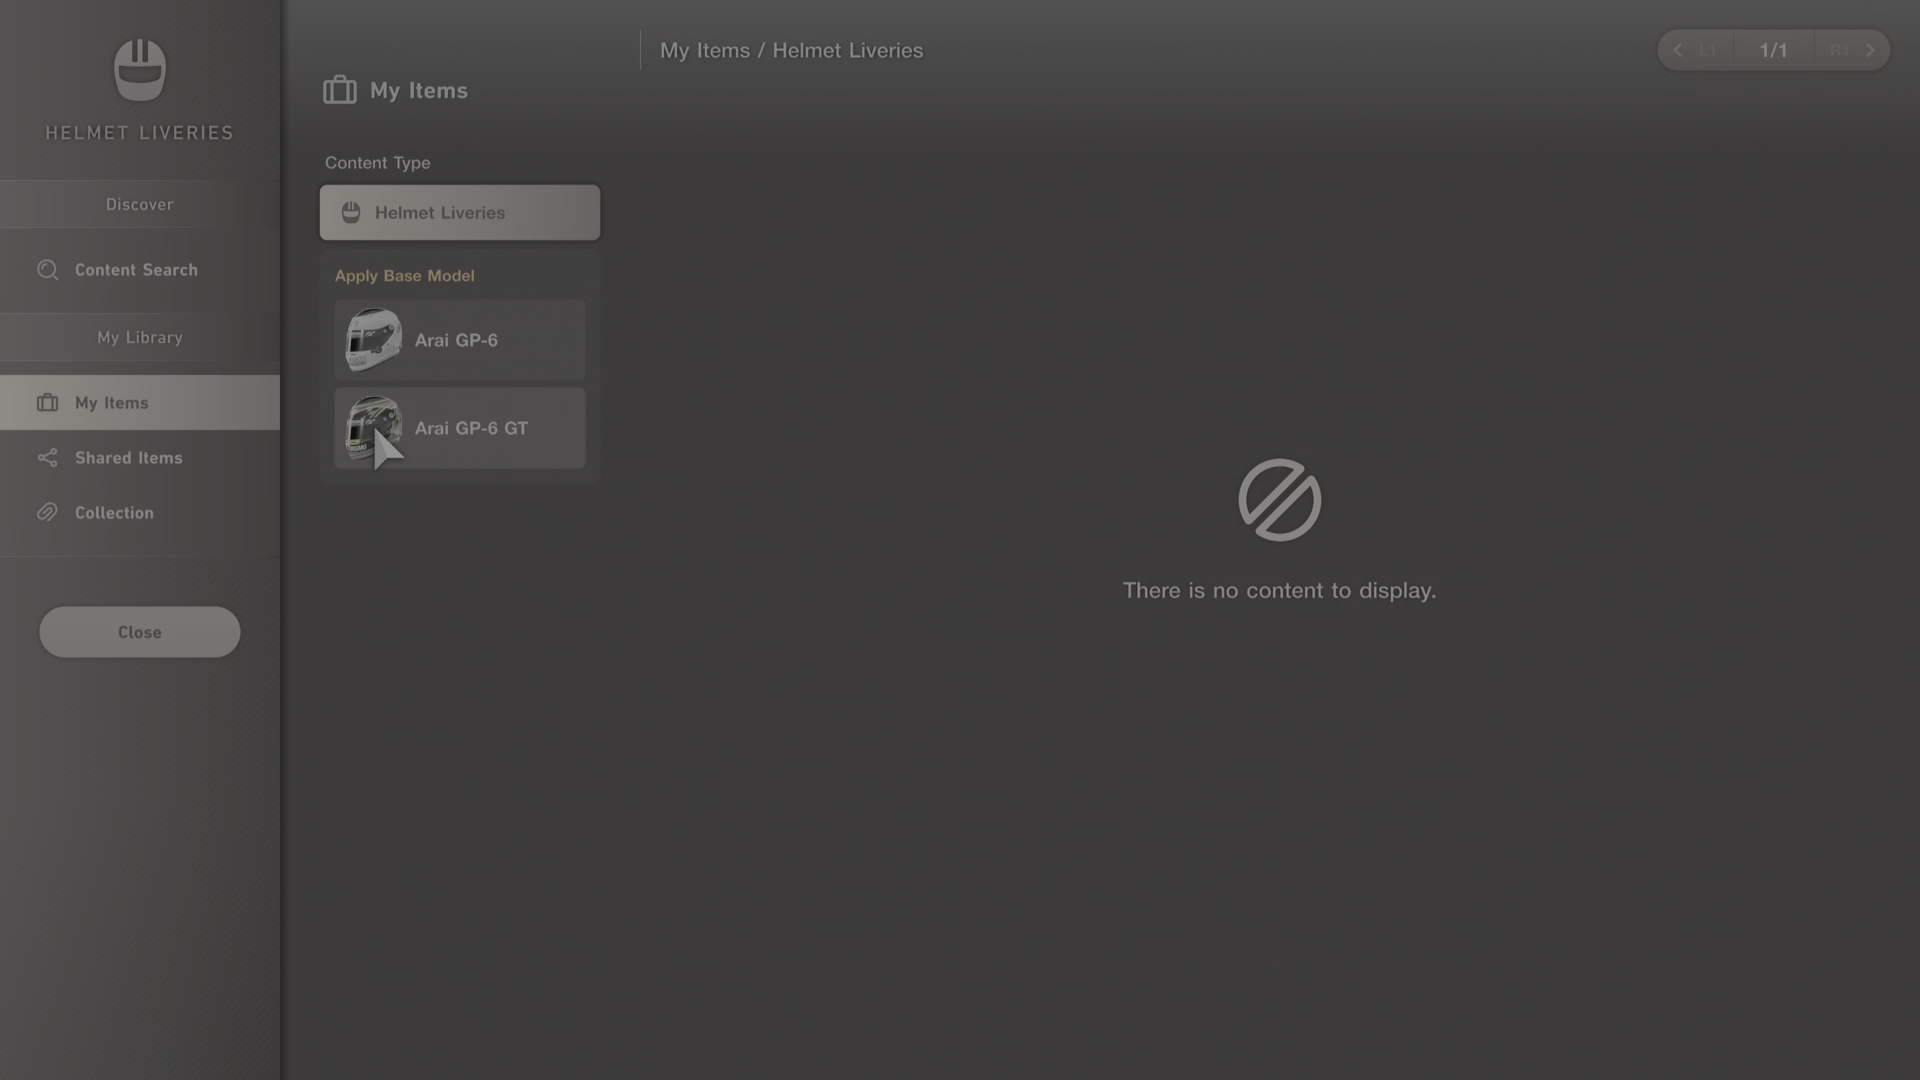 HELMET LIVERIES
Discover
Content Search
My Library
My Items
Shared Items
Collection
Close
My Items
Content Type
Helmet Liveries
Apply Base Model
Arai GP-6
Arai GP-6 GT
My Items / Helmet Liveries
L1
1/1
R1
There is no content to display.